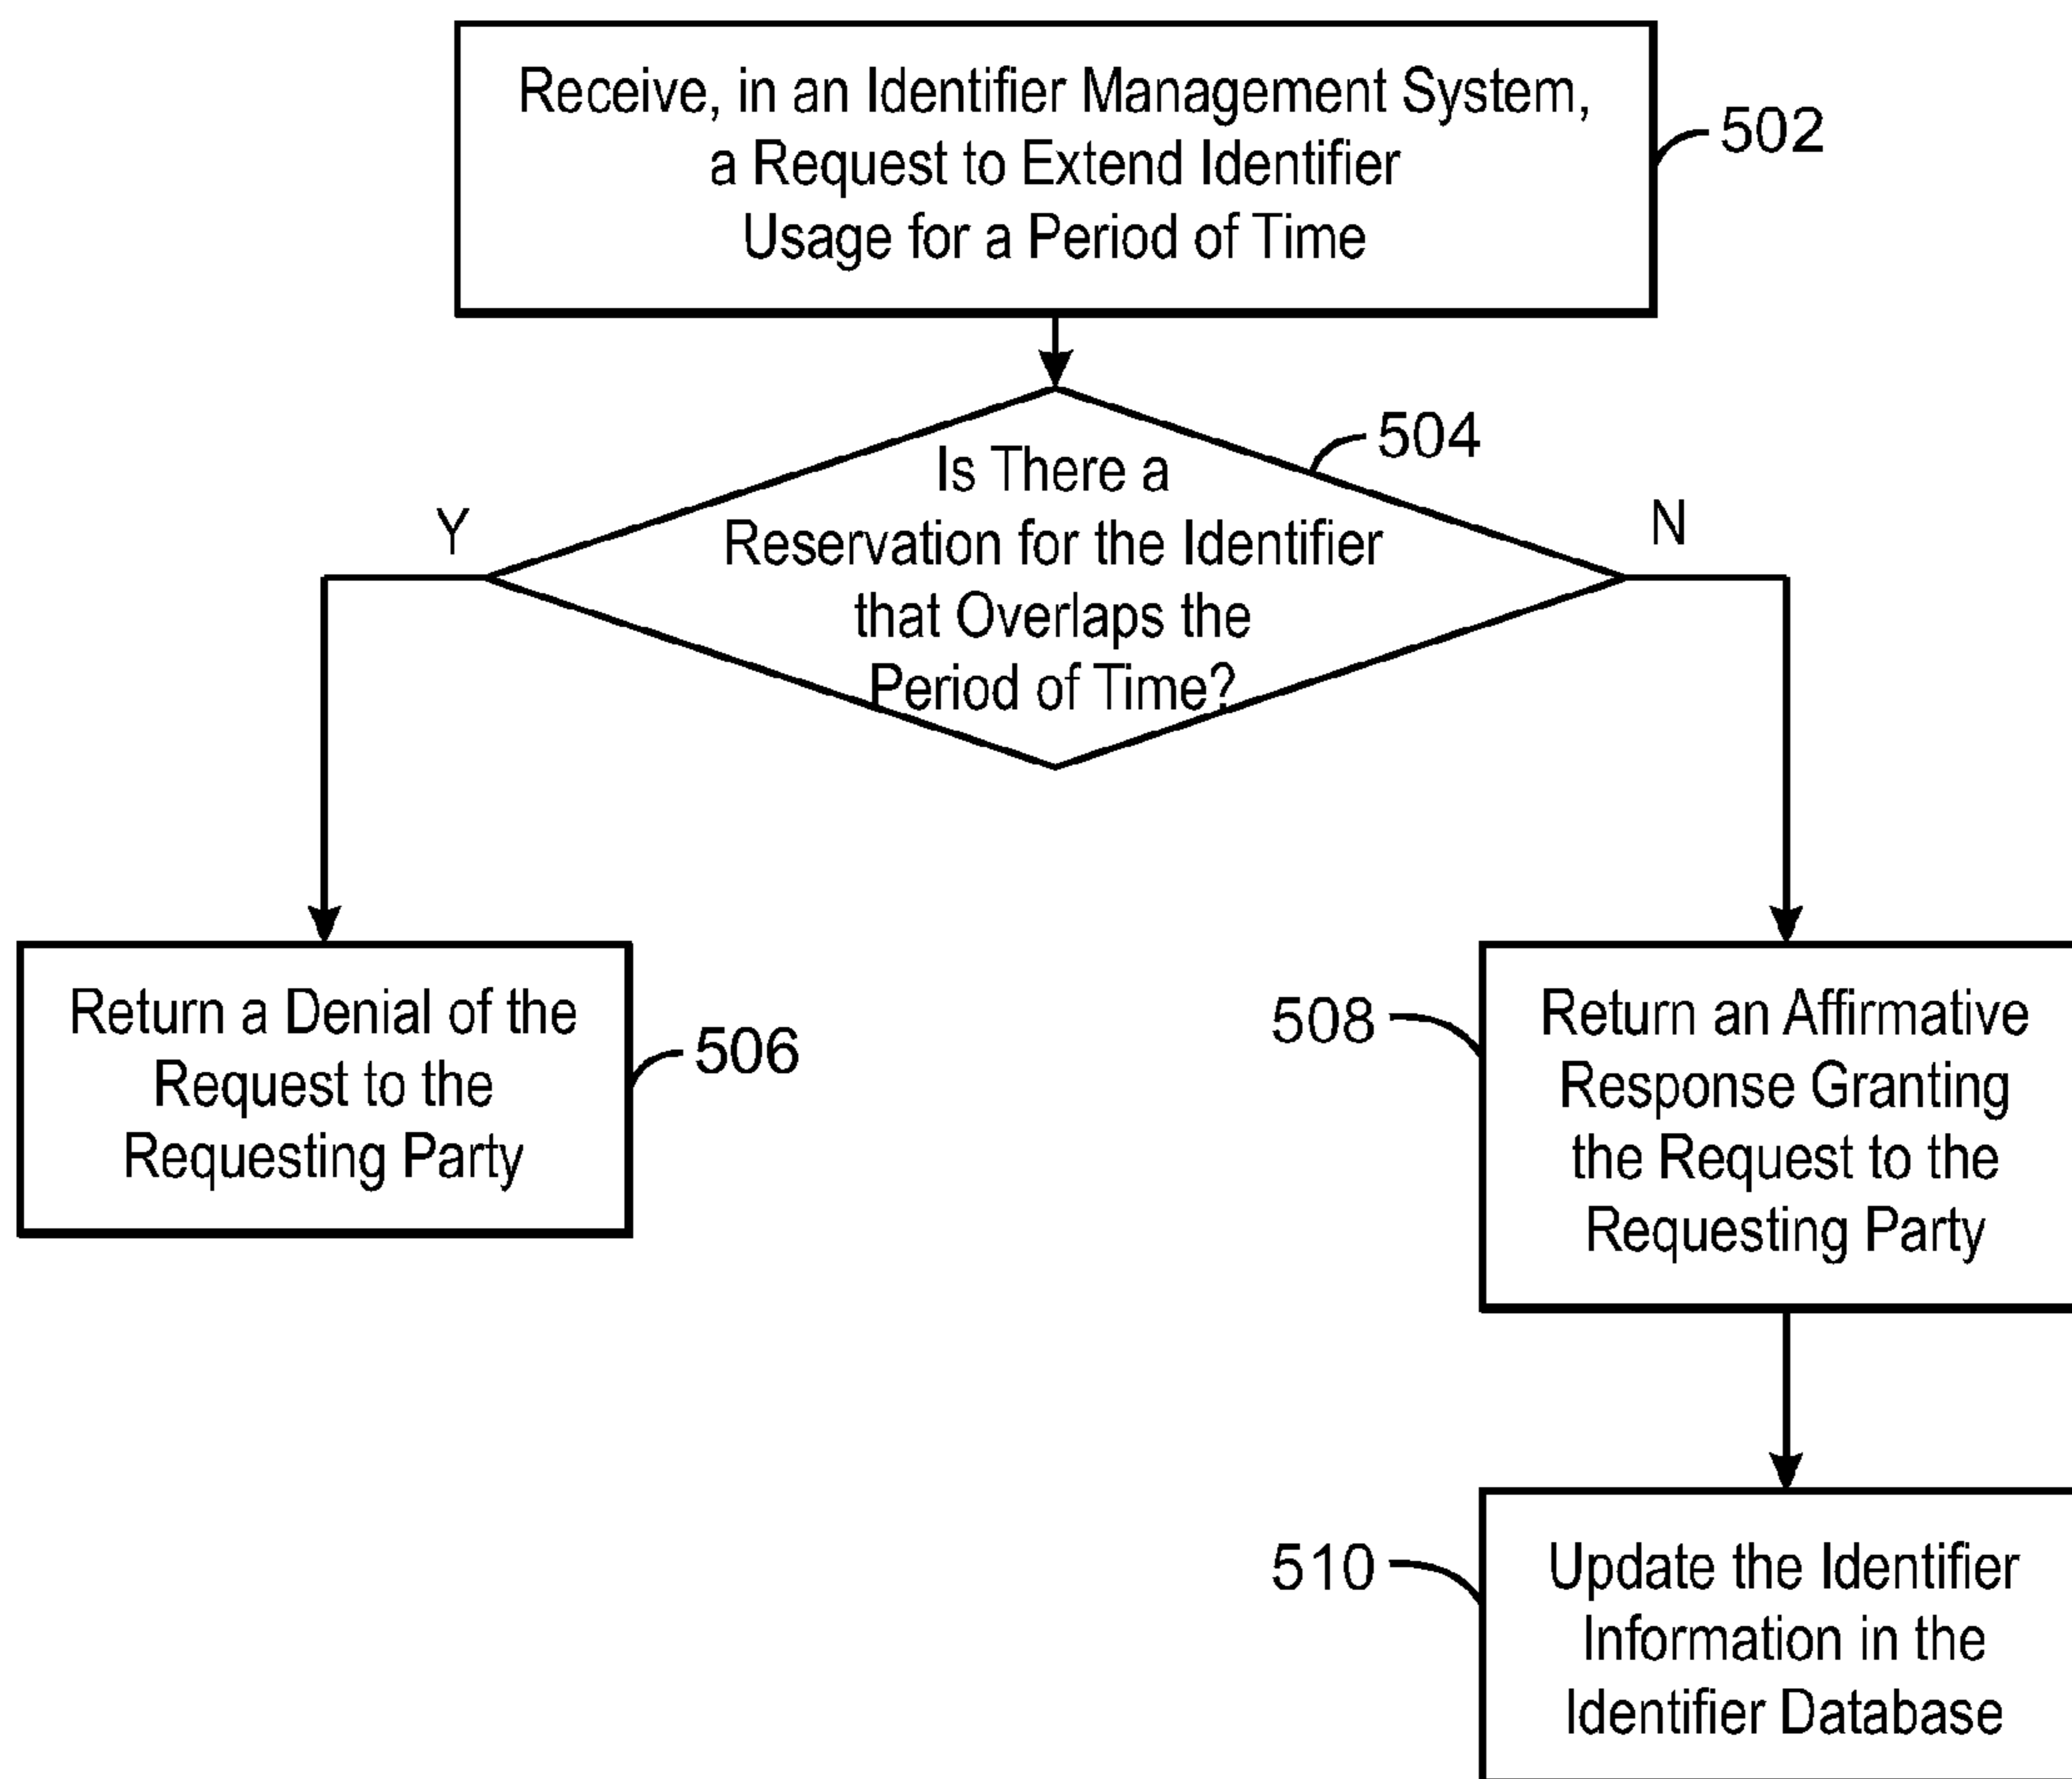 Receive, in an Identifier Management System,
a Request to Extend Identifier
Usage for a Period of Time
502
504
Is There a
Reservation for the Identifier
that Overlaps the
Period of Time?
Y
N
Return a Denial of the
Request to the
Requesting Party
506
508
Return an Affirmative
Response Granting
the Request to the
Requesting Party
510
Update the Identifier
Information in the
Identifier Database